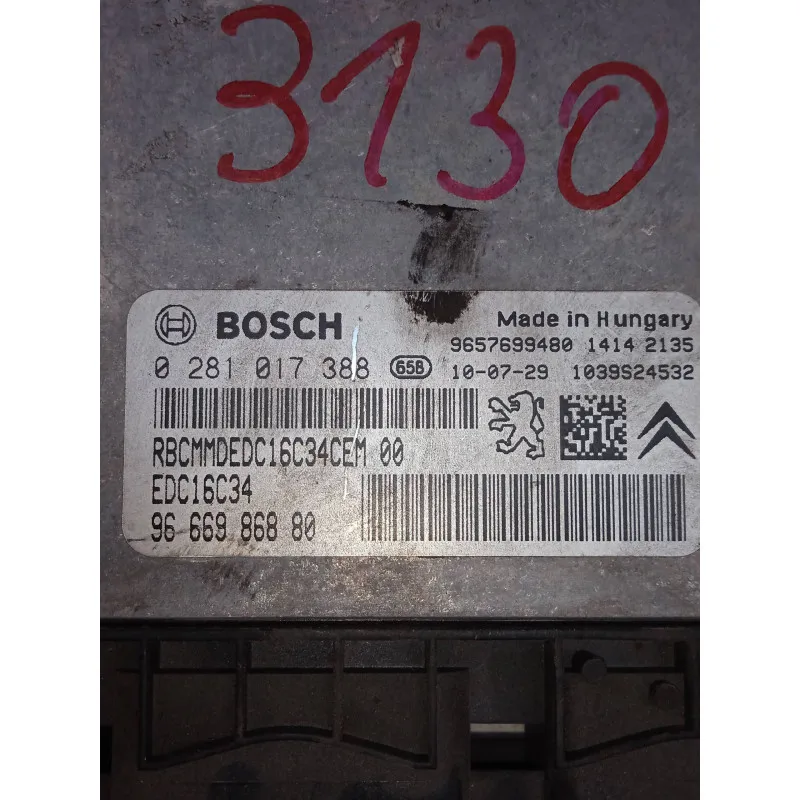 3130
BOSCH Made in Hungary
9657699480 1414 2135
0 281 017 388 658 10-07-29 1039S24532
RBCMMDEDC16C34CEM 00
EDC16C34
96 669 868 80